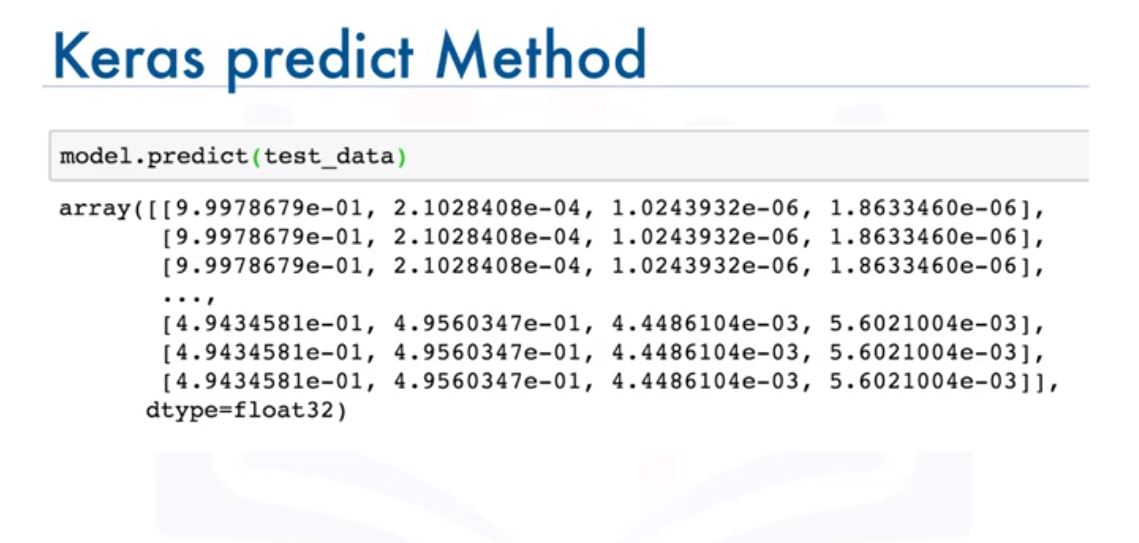 Keras predict Method
model.predict(test_data)
array([[9.9978679e-01, 2.1028408e-04, 1.0243932e-06, 1.8633460e-06],
[9.9978679e-01, 2.1028408e-04, 1.0243932e-06, 1.8633460e-06],
[9.9978679e-01, 2.1028408e-04, 1.0243932e-06, 1.8633460e-06],
...,
[4.9434581e-01, 4.9560347e-01, 4.4486104e-03, 5.6021004e-03],
[4.9434581e-01, 4.9560347e-01, 4.4486104e-03, 5.6021004e-03],
[4.9434581e-01, 4.9560347e-01, 4.4486104e-03, 5.6021004e-03]],
dtype=float32)